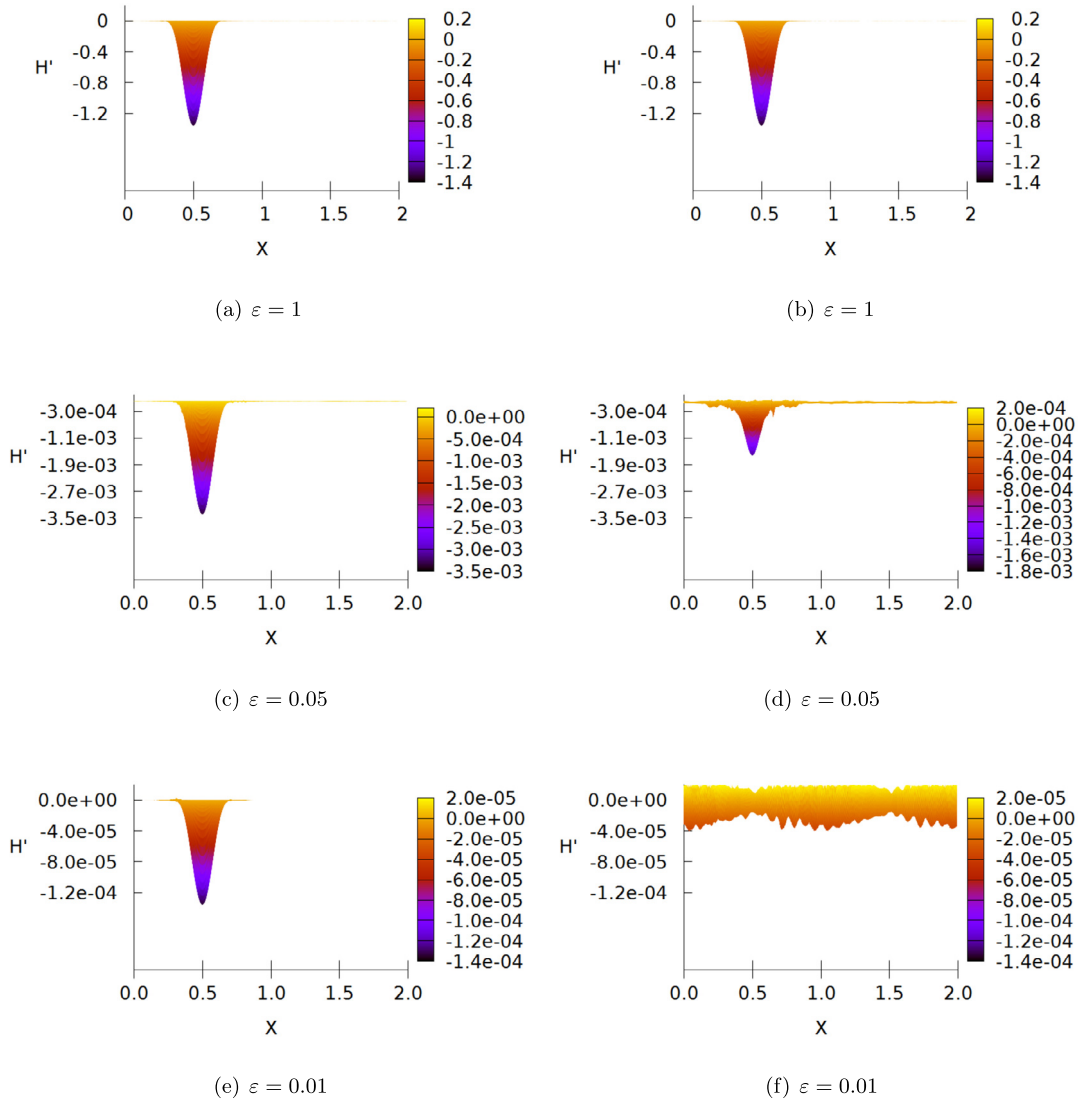 0
-0.4
H'
-0.8
-1.2
0 0.5 1 1.5 2
X
0.2
0
-0.2
-0.4
-0.6
-0.8
-1
-1.2
-1.4
(a) ε = 1
0
-0.4
H'
-0.8
-1.2
0 0.5 1 1.5 2
X
0.2
0
-0.2
-0.4
-0.6
-0.8
-1
-1.2
-1.4
(b) ε = 1
-3.0e-04
-1.1e-03
H'
-1.9e-03
-2.7e-03
-3.5e-03
0.0 0.5 1.0 1.5 2.0
X
0.0e+00
-5.0e-04
-1.0e-03
-1.5e-03
-2.0e-03
-2.5e-03
-3.0e-03
-3.5e-03
(c) ε = 0.05
-3.0e-04
-1.1e-03
H'
-1.9e-03
-2.7e-03
-3.5e-03
0.0 0.5 1.0 1.5 2.0
X
2.0e-04
0.0e+00
-2.0e-04
-4.0e-04
-6.0e-04
-8.0e-04
-1.0e-03
-1.2e-03
-1.4e-03
-1.6e-03
-1.8e-03
(d) ε = 0.05
0.0e+00
-4.0e-05
H'
-8.0e-05
-1.2e-04
0.0 0.5 1.0 1.5 2.0
X
2.0e-05
0.0e+00
-2.0e-05
-4.0e-05
-6.0e-05
-8.0e-05
-1.0e-04
-1.2e-04
-1.4e-04
(e) ε = 0.01
0.0e+00
-4.0e-05
H'
-8.0e-05
-1.2e-04
0.0 0.5 1.0 1.5 2.0
X
2.0e-05
0.0e+00
-2.0e-05
-4.0e-05
-6.0e-05
-8.0e-05
-1.0e-04
-1.2e-04
-1.4e-04
(f) ε = 0.01